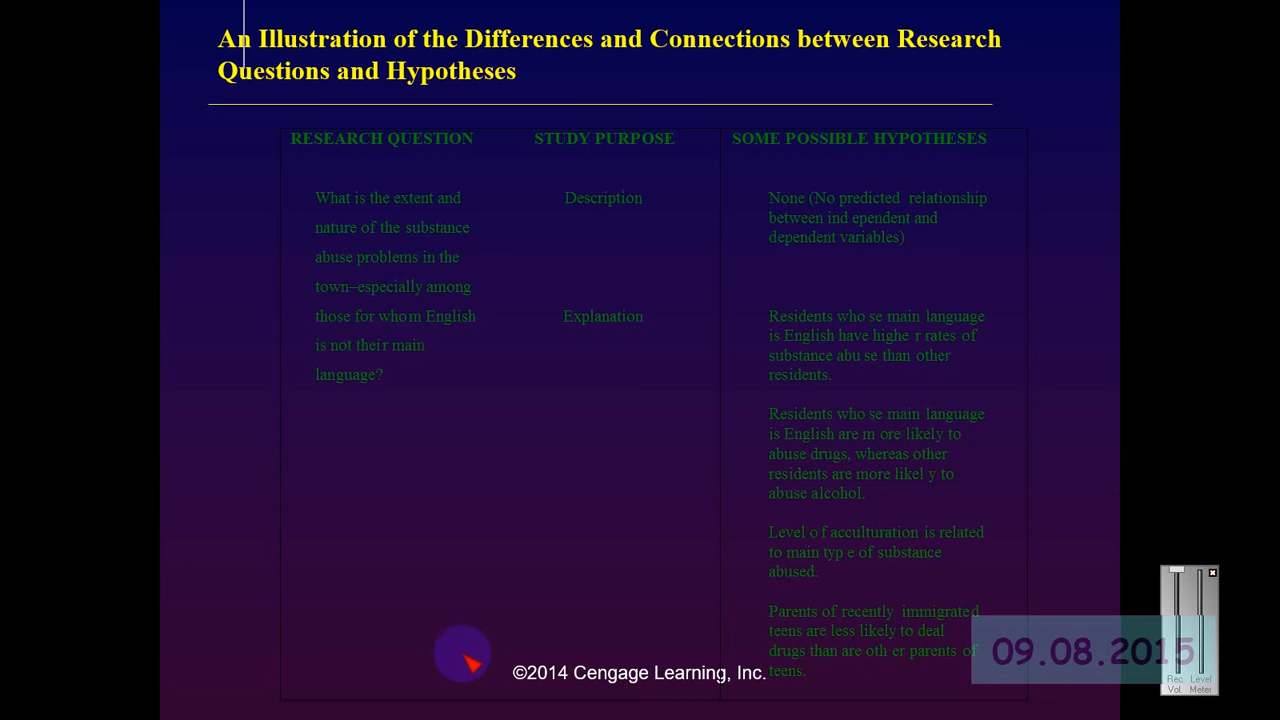 An Illustration of the Differences and Connections between Research
Questions and Hypotheses
RESEARCH QUESTION
STUDY PURPOSE
SOME POSSIBLE HYPOTHESES
What is the extent and
nature of the substance
abuse problems in the
town–especially among
those for whom English
is not their main
language?
Description
Explanation
None (No predicted relationship
between ind ependent and
dependent variables)
Residents who se main language
is English have highe r rates of
substance abu se than other
residents.
Residents who se main language
is English are m ore likely to
abuse drugs, whereas other
residents are more likel y to
abuse alcohol.
Level o f acculturation is related
to main typ e of substance
abused.
Parents of recently immigrated
teens are less likely to deal
drugs than are oth er parents of
teens.
©2014 Cengage Learning, Inc.
09.08.2015
Rec. Level
Vol. Meter